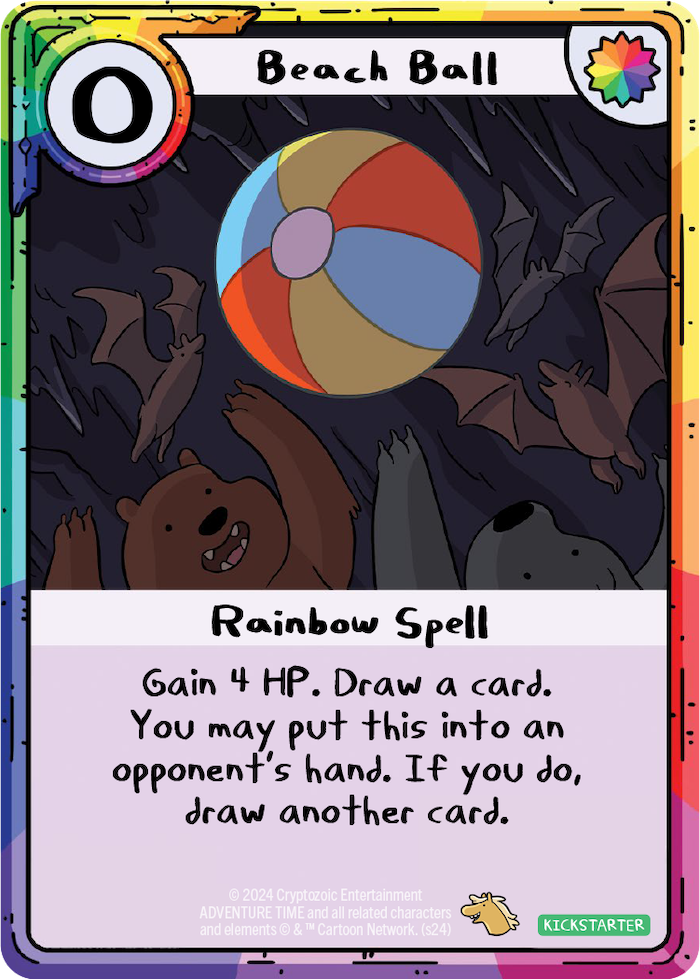 0
Beach Ball
Rainbow Spell
Gain 4 HP. Draw a card.
You may put this into an
opponent's hand. If you do,
draw another card.
© 2024 Cryptozoic Entertainment
ADVENTURE TIME and all related characters
and elements © & ™ Cartoon Network. (s24)
KICKSTARTER